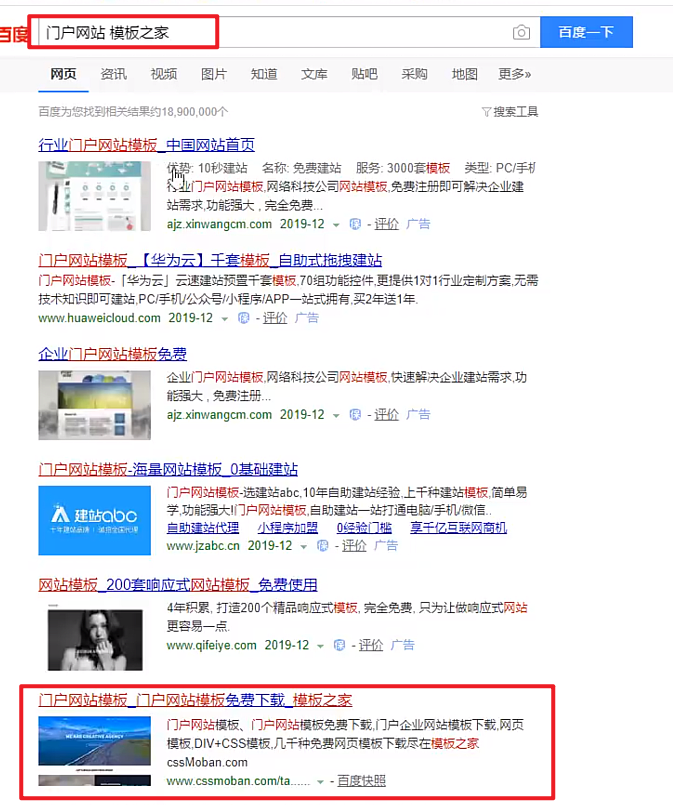 百度
门户网站 模板之家
百度一下
网页 资讯 视频 图片 知道 文库 贴吧 采购 地图 更多»
百度为您找到相关结果约18,900,000个
搜索工具
行业门户网站模板_中国网站首页
优势: 10秒建站 名称: 免费建站 服务: 3000套模板 类型: PC/手机
行业门户网站模板,网络科技公司网站模板,免费注册即可解决企业建
站需求,功能强大 , 完全免费...
ajz.xinwangcm.com 2019-12 - 评价 广告
门户网站模板_【华为云】千套模板_自助式拖拽建站
门户网站模板-「华为云」云速建站预置千套模板,70组功能控件,更提供1对1行业定制方案,无需
技术知识即可建站,PC/手机/公众号/小程序/APP一站式拥有,买2年送1年.
www.huaweicloud.com 2019-12 - 评价 广告
企业门户网站模板免费
企业门户网站模板,网络科技公司网站模板,快速解决企业建站需求,功
能强大 , 免费注册...
ajz.xinwangcm.com 2019-12 - 评价 广告
门户网站模板-海量网站模板_0基础建站
门户网站模板-选建站abc,10年自助建站经验,上千种建站模板,简单易
学,功能强大!门户网站模板,自助建站一站打通电脑/手机/微信..
建站abc
十年建站品牌 | 诚招全国代理
自助建站代理 小程序加盟 0经验门槛 享千亿互联网商机
www.jzabc.cn 2019-12 - 评价 广告
网站模板_200套响应式网站模板_免费使用
4年积累, 打造200个精品响应式模板, 完全免费, 只为让做响应式网站
更容易一点.
www.qifeiye.com 2019-12 - 评价 广告
门户网站模板_门户网站模板免费下载_模板之家
门户网站模板、门户网站模板免费下载,门户企业网站模板下载,网页
模板,DIV+CSS模板,几千种免费网页模板下载尽在模板之家
WE ARE CREATIVE AGENCY
cssMoban.com
www.cssmoban.com/ta...... - 百度快照